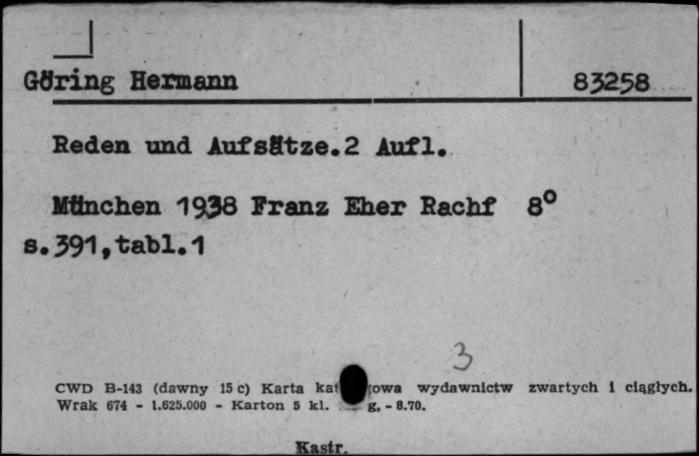 Göring Hermann 83258
Reden und Aufsätze.2 Aufl.
München 1938 Franz Eher Rachf 8°
s.391,tabl.1
3
CWD B-143 (dawny 15 c) Karta kat owa wydawnictw zwartych i ciągłych.
Wrak 674 - 1.625.000 - Karton 5 kl. g. - 8.70.
Kastr.